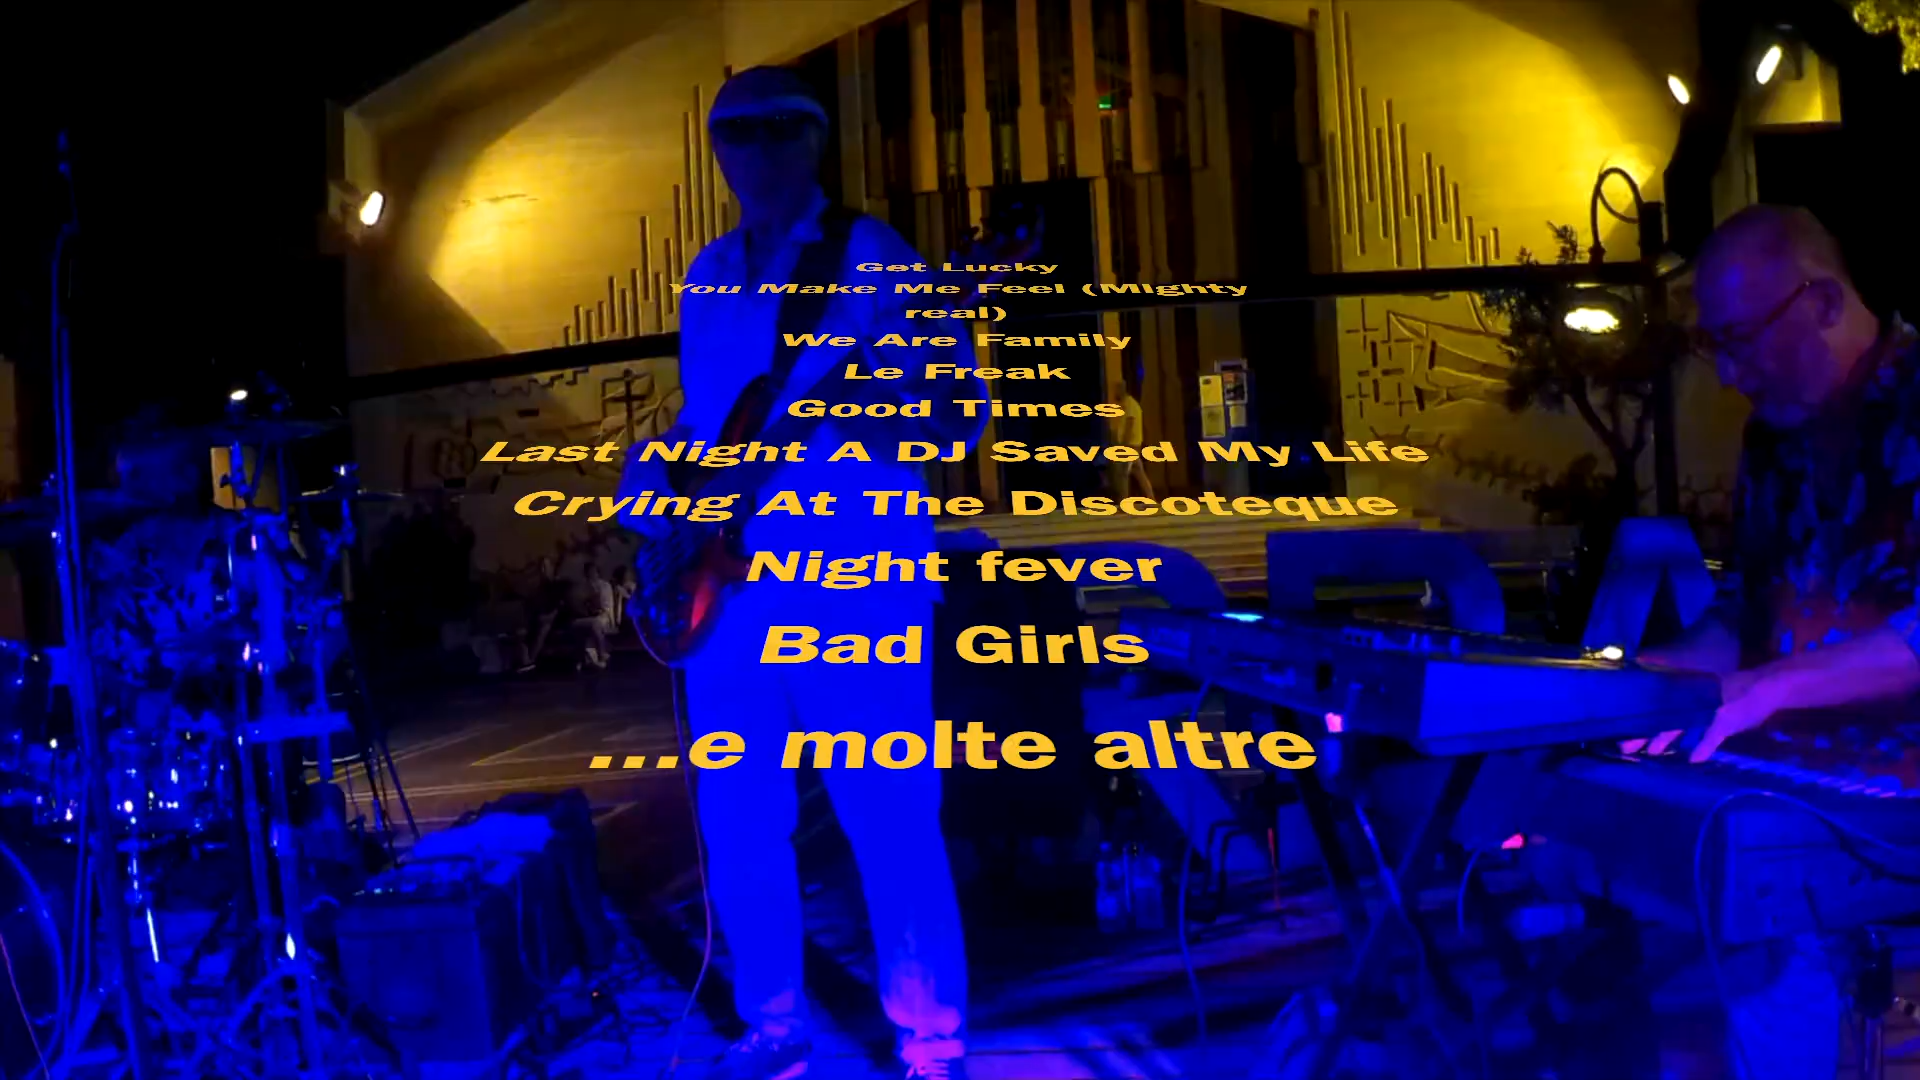 Get Lucky
You Make Me Feel (MIghty
real)
We Are Family
Le Freak
Good Times
Last Night A DJ Saved My Life
Crying At The Discoteque
Night fever
Bad Girls
...e molte altre